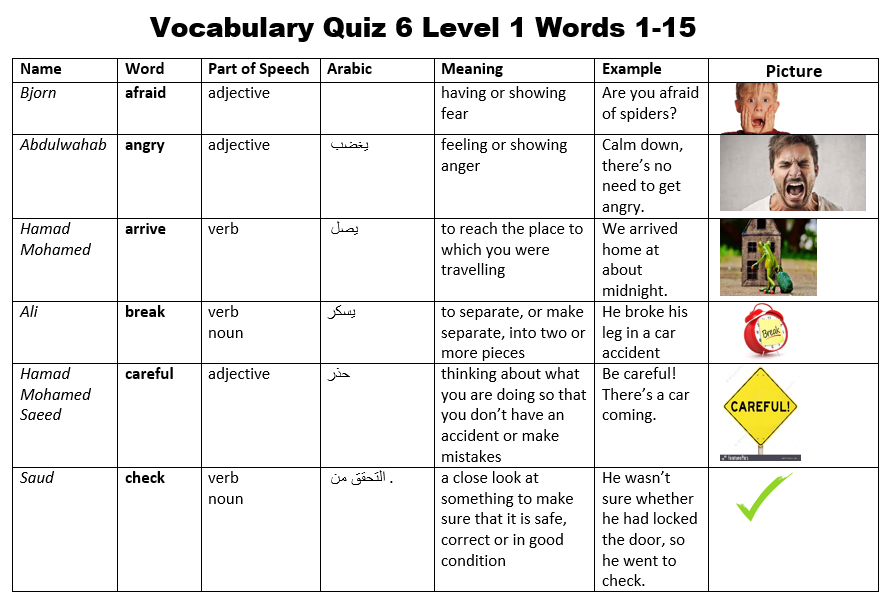 Vocabulary Quiz 6 Level 1 Words 1-15
Name
Word
Part of Speech
Arabic
Meaning
Example
Picture
Bjorn
afraid
adjective
having or showing
fear
Are you afraid
of spiders?
Abdulwahab
angry
adjective
يغضب
feeling or showing
anger
Calm down,
there’s no
need to get
angry.
Hamad
Mohamed
arrive
verb
يصل
to reach the place to
which you were
travelling
We arrived
home at
about
midnight.
Ali
break
verb
noun
يسكر
to separate, or make
separate, into two or
more pieces
He broke his
leg in a car
accident
Break
Hamad
Mohamed
Saeed
careful
adjective
حذر
thinking about what
you are doing so that
you don’t have an
accident or make
mistakes
Be careful!
There’s a car
coming.
CAREFUL!
Saud
check
verb
noun
التحقق من .
a close look at
something to make
sure that it is safe,
correct or in good
condition
He wasn’t
sure whether
he had locked
the door, so
he went to
check.